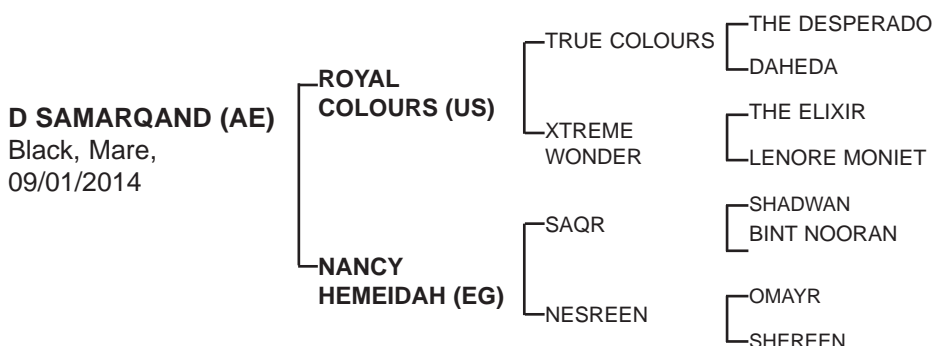 D SAMARQAND (AE)
Black, Mare,
09/01/2014
ROYAL
COLOURS (US)
NANCY
HEMEIDAH (EG)
TRUE COLOURS
XTREME
WONDER
SAQR
NESREEN
THE DESPERADO
DAHEDA
THE ELIXIR
LENORE MONIET
SHADWAN
BINT NOORAN
OMAYR
SHEREEN